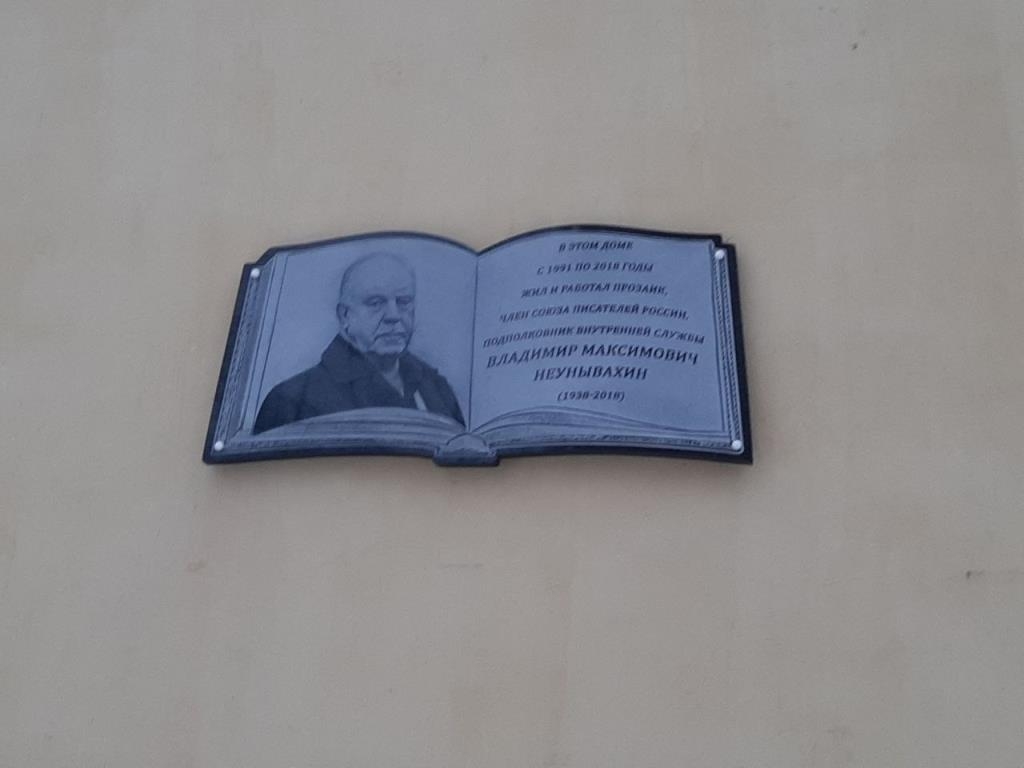 В ЭТОМ ДОМЕ
С 1991 ПО 2018 ГОДЫ
ЖИЛ И РАБОТАЛ ПРОЗАИК,
ЧЛЕН СОЮЗА ПИСАТЕЛЕЙ РОССИИ,
ПОДПОЛКОВНИК ВНУТРЕННЕЙ СЛУЖБЫ
ВЛАДИМИР МАКСИМОВИЧ
НЕУНЫВАХИН
(1938-2018)